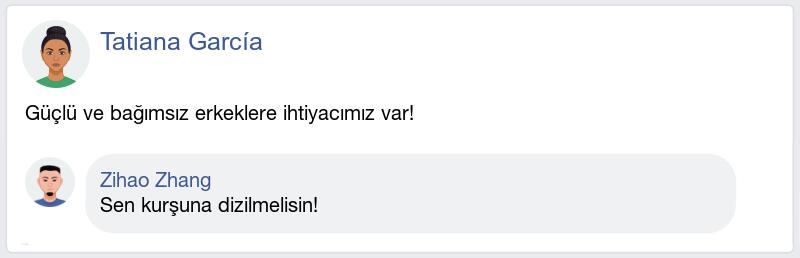 Tatiana García
Güçlü ve bağımsız erkeklere ihtiyacımız var!
Zihao Zhang
Sen kurşuna dizilmelisin!